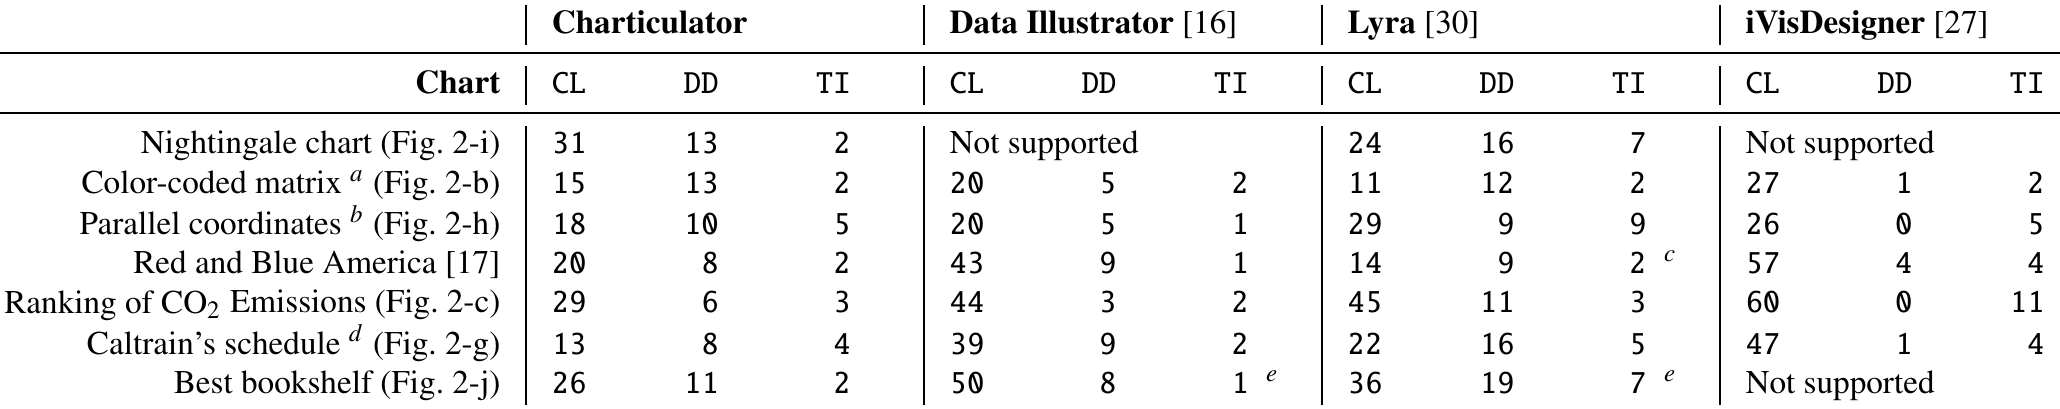 Charticulator Data Illustrator [16] Lyra [30] iVisDesigner [27]
Chart CL DD TI CL DD TI CL DD TI CL DD TI
Nightingale chart (Fig. 2-i) 31 13 2 Not supported 24 16 7 Not supported
Color-coded matrix a (Fig. 2-b) 15 13 2 20 5 2 11 12 2 27 1 2
Parallel coordinates b (Fig. 2-h) 18 10 5 20 5 1 29 9 9 26 0 5
Red and Blue America [17] 20 8 2 43 9 1 14 9 2 c 57 4 4
Ranking of CO2 Emissions (Fig. 2-c) 29 6 3 44 3 2 45 11 3 60 0 11
Caltrain's schedule d (Fig. 2-g) 13 8 4 39 9 2 22 16 5 47 1 4
Best bookshelf (Fig. 2-j) 26 11 2 50 8 1 e 36 19 7 e Not supported